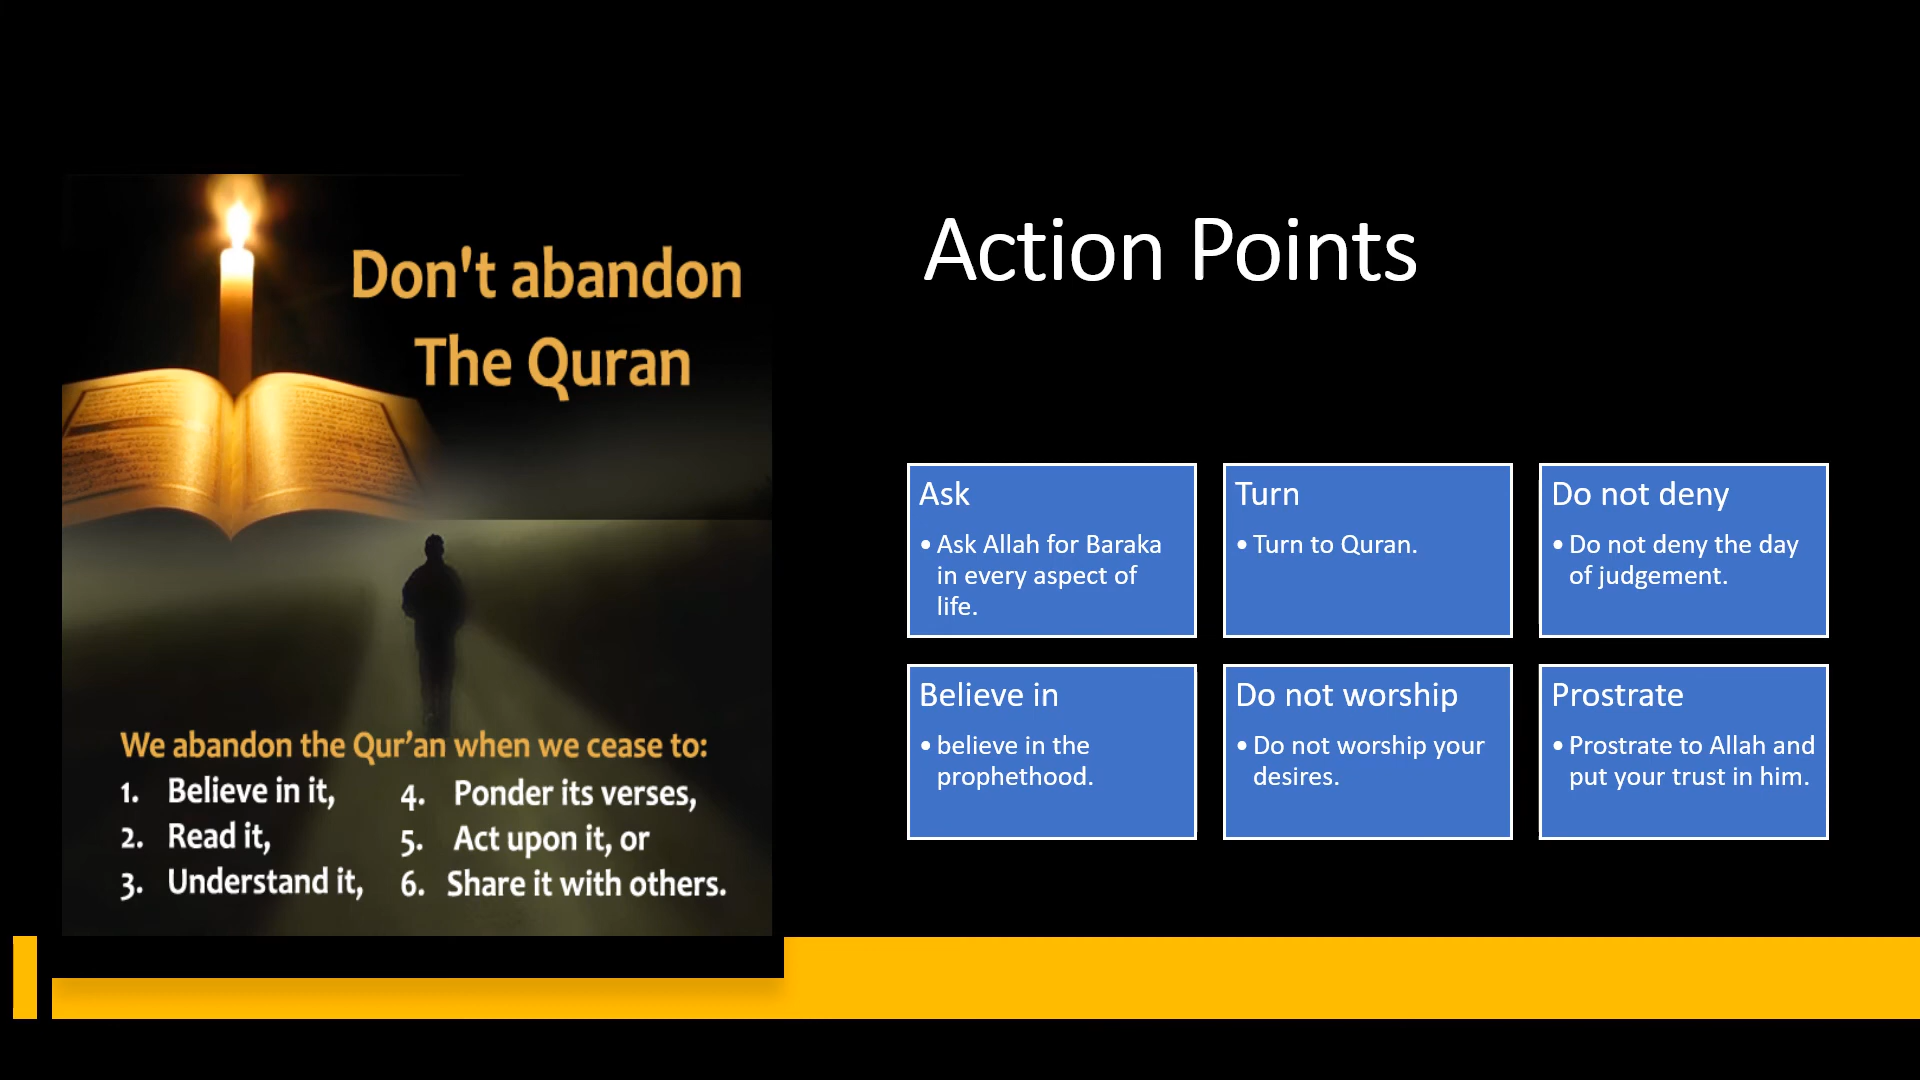 Don't abandon
The Quran
We abandon the Qur’an when we cease to:
1. Believe in it,
2. Read it,
3. Understand it,
4. Ponder its verses,
5. Act upon it, or
6. Share it with others.
Action Points
Ask
• Ask Allah for Baraka
in every aspect of
life.
Turn
• Turn to Quran.
Do not deny
• Do not deny the day
of judgement.
Believe in
• believe in the
prophethood.
Do not worship
• Do not worship your
desires.
Prostrate
• Prostrate to Allah and
put your trust in him.